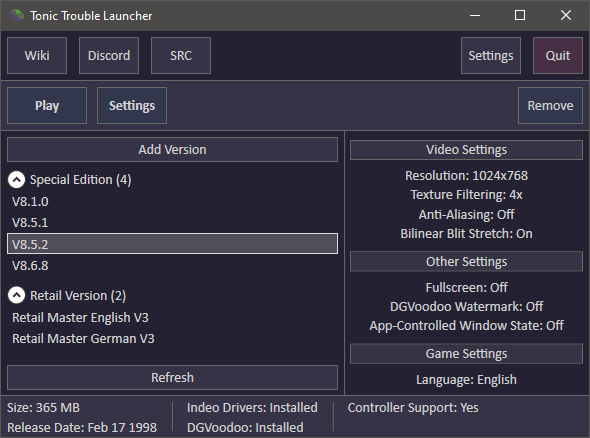 Tonic Trouble Launcher
Wiki Discord SRC Settings Quit
Play Settings Remove
Add Version
Special Edition (4)
V8.1.0
V8.5.1
V8.5.2
V8.6.8
Retail Version (2)
Retail Master English V3
Retail Master German V3
Refresh
Video Settings
Resolution: 1024x768
Texture Filtering: 4x
Anti-Aliasing: Off
Bilinear Blit Stretch: On
Other Settings
Fullscreen: Off
DGVoodoo Watermark: Off
App-Controlled Window State: Off
Game Settings
Language: English
Size: 365 MB
Release Date: Feb 17 1998
Indeo Drivers: Installed
DGVoodoo: Installed
Controller Support: Yes